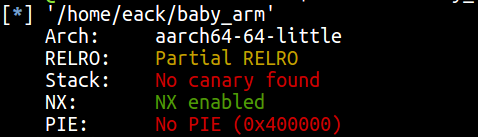 [*] '/home/eack/baby_arm'
Arch: aarch64-64-little
RELRO: Partial RELRO
Stack: No canary found
NX: NX enabled
PIE: No PIE (0x400000)